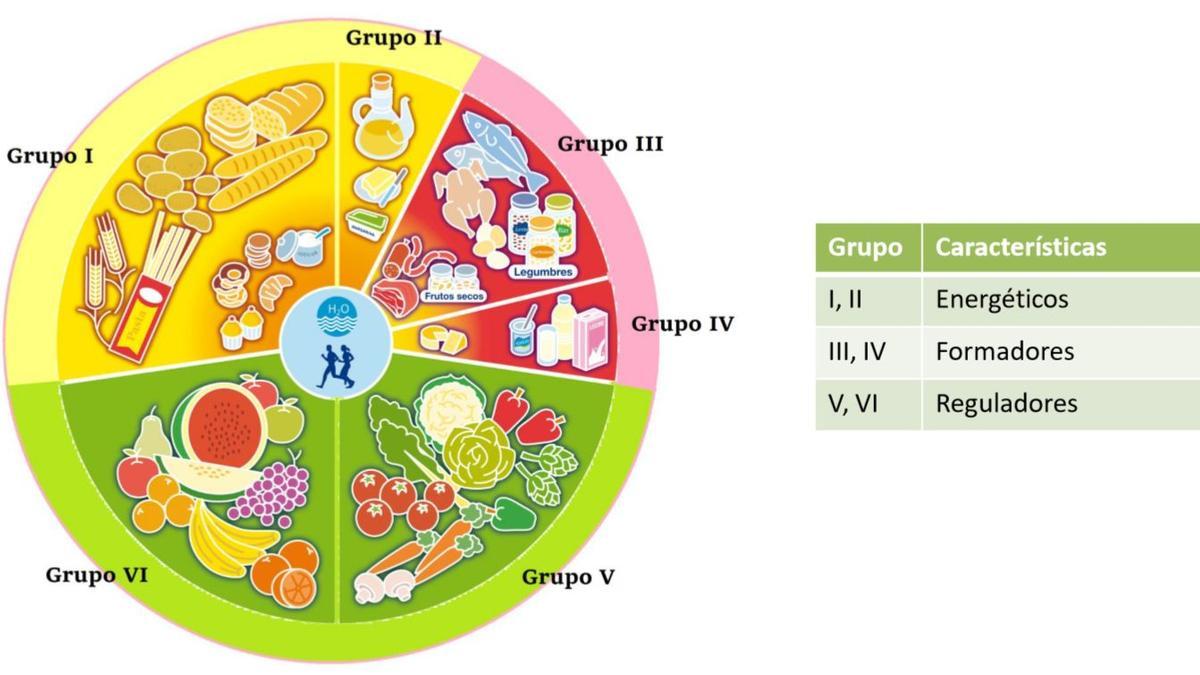 Grupo II
Grupo I
Grupo III
Legumbres
Frutos secos
Pasta
H₂O
Grupo IV
Grupo VI
Grupo V
Grupo Características
I, II Energéticos
III, IV Formadores
V, VI Reguladores